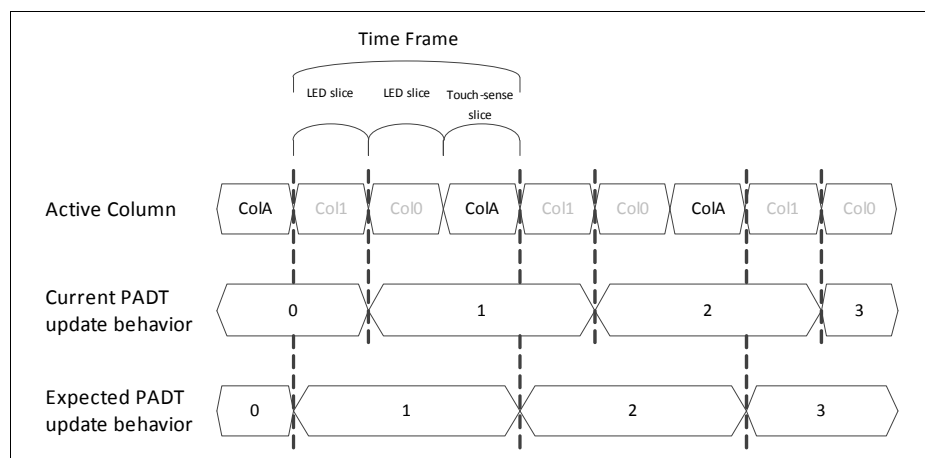 Time Frame
LED slice LED slice Touch-sense
slice
Active Column ColA Col1 Col0 ColA Col1 Col0 ColA Col1 Col0
Current PADT
update behavior 0 1 2 3
Expected PADT
update behavior 0 1 2 3